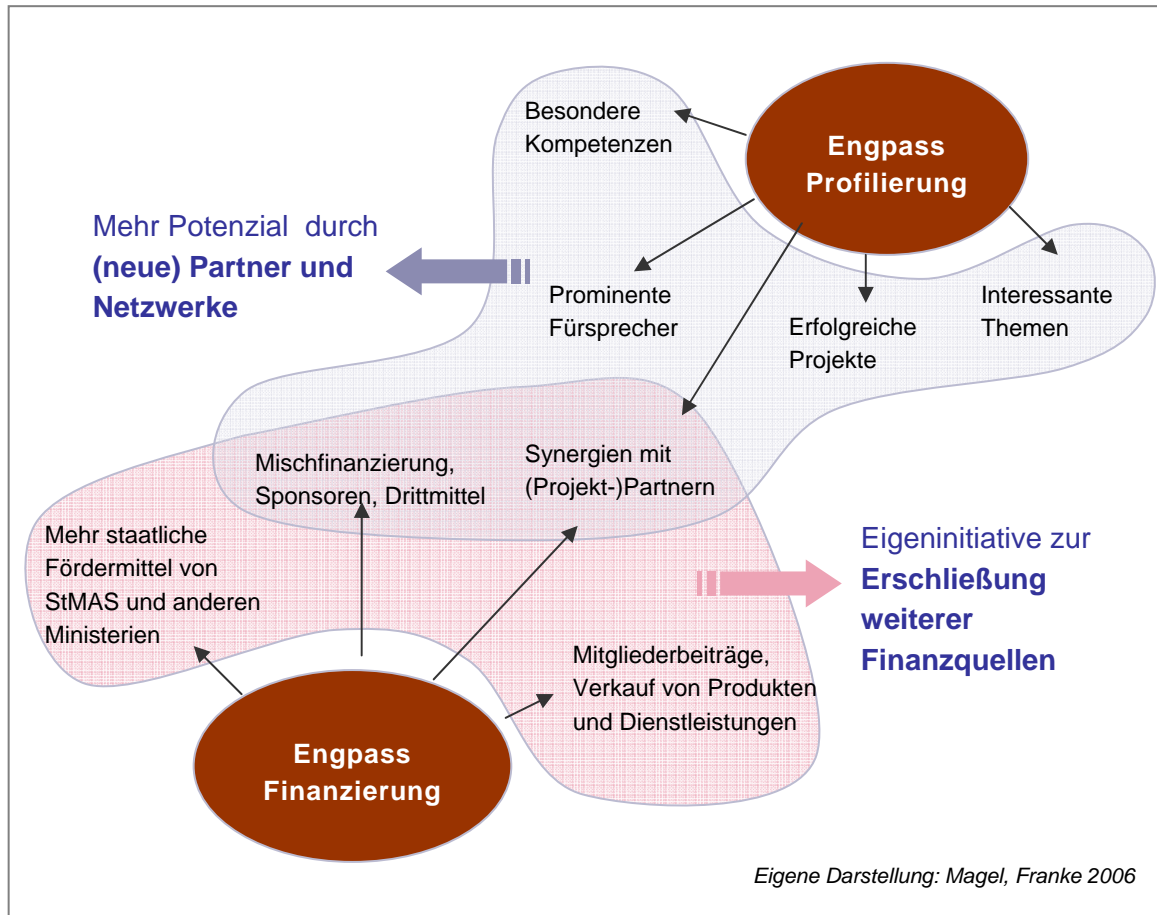 Besondere
Kompetenzen
Engpass
Profilierung
Mehr Potenzial durch
(neue) Partner und
Netzwerke
Prominente
Fürsprecher
Erfolgreiche
Projekte
Interessante
Themen
Mischfinanzierung,
Sponsoren, Drittmittel
Synergien mit
(Projekt-)Partnern
Mehr staatliche
Fördermittel von
StMAS und anderen
Ministerien
Eigeninitiative zur
Erschließung
weiterer
Finanzquellen
Mitgliederbeiträge,
Verkauf von Produkten
und Dienstleistungen
Engpass
Finanzierung
Eigene Darstellung: Magel, Franke 2006